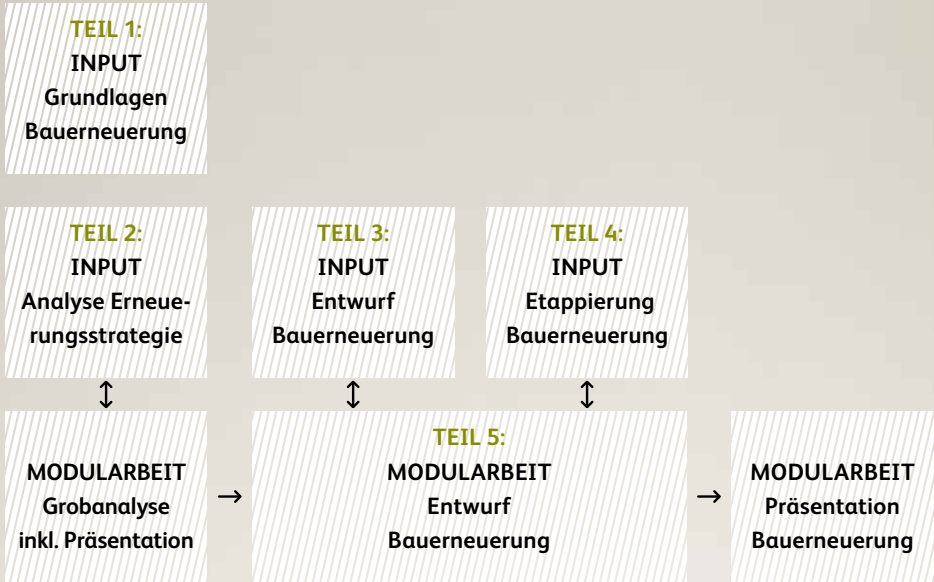 TEIL 1:
INPUT
Grundlagen
Bauerneuerung
TEIL 2:
INPUT
Analyse Erneue-
rungsstrategie
TEIL 3:
INPUT
Entwurf
Bauerneuerung
TEIL 4:
INPUT
Etappierung
Bauerneuerung
MODULARBEIT
Grobanalyse
inkl. Präsentation
TEIL 5:
MODULARBEIT
Entwurf
Bauerneuerung
MODULARBEIT
Präsentation
Bauerneuerung